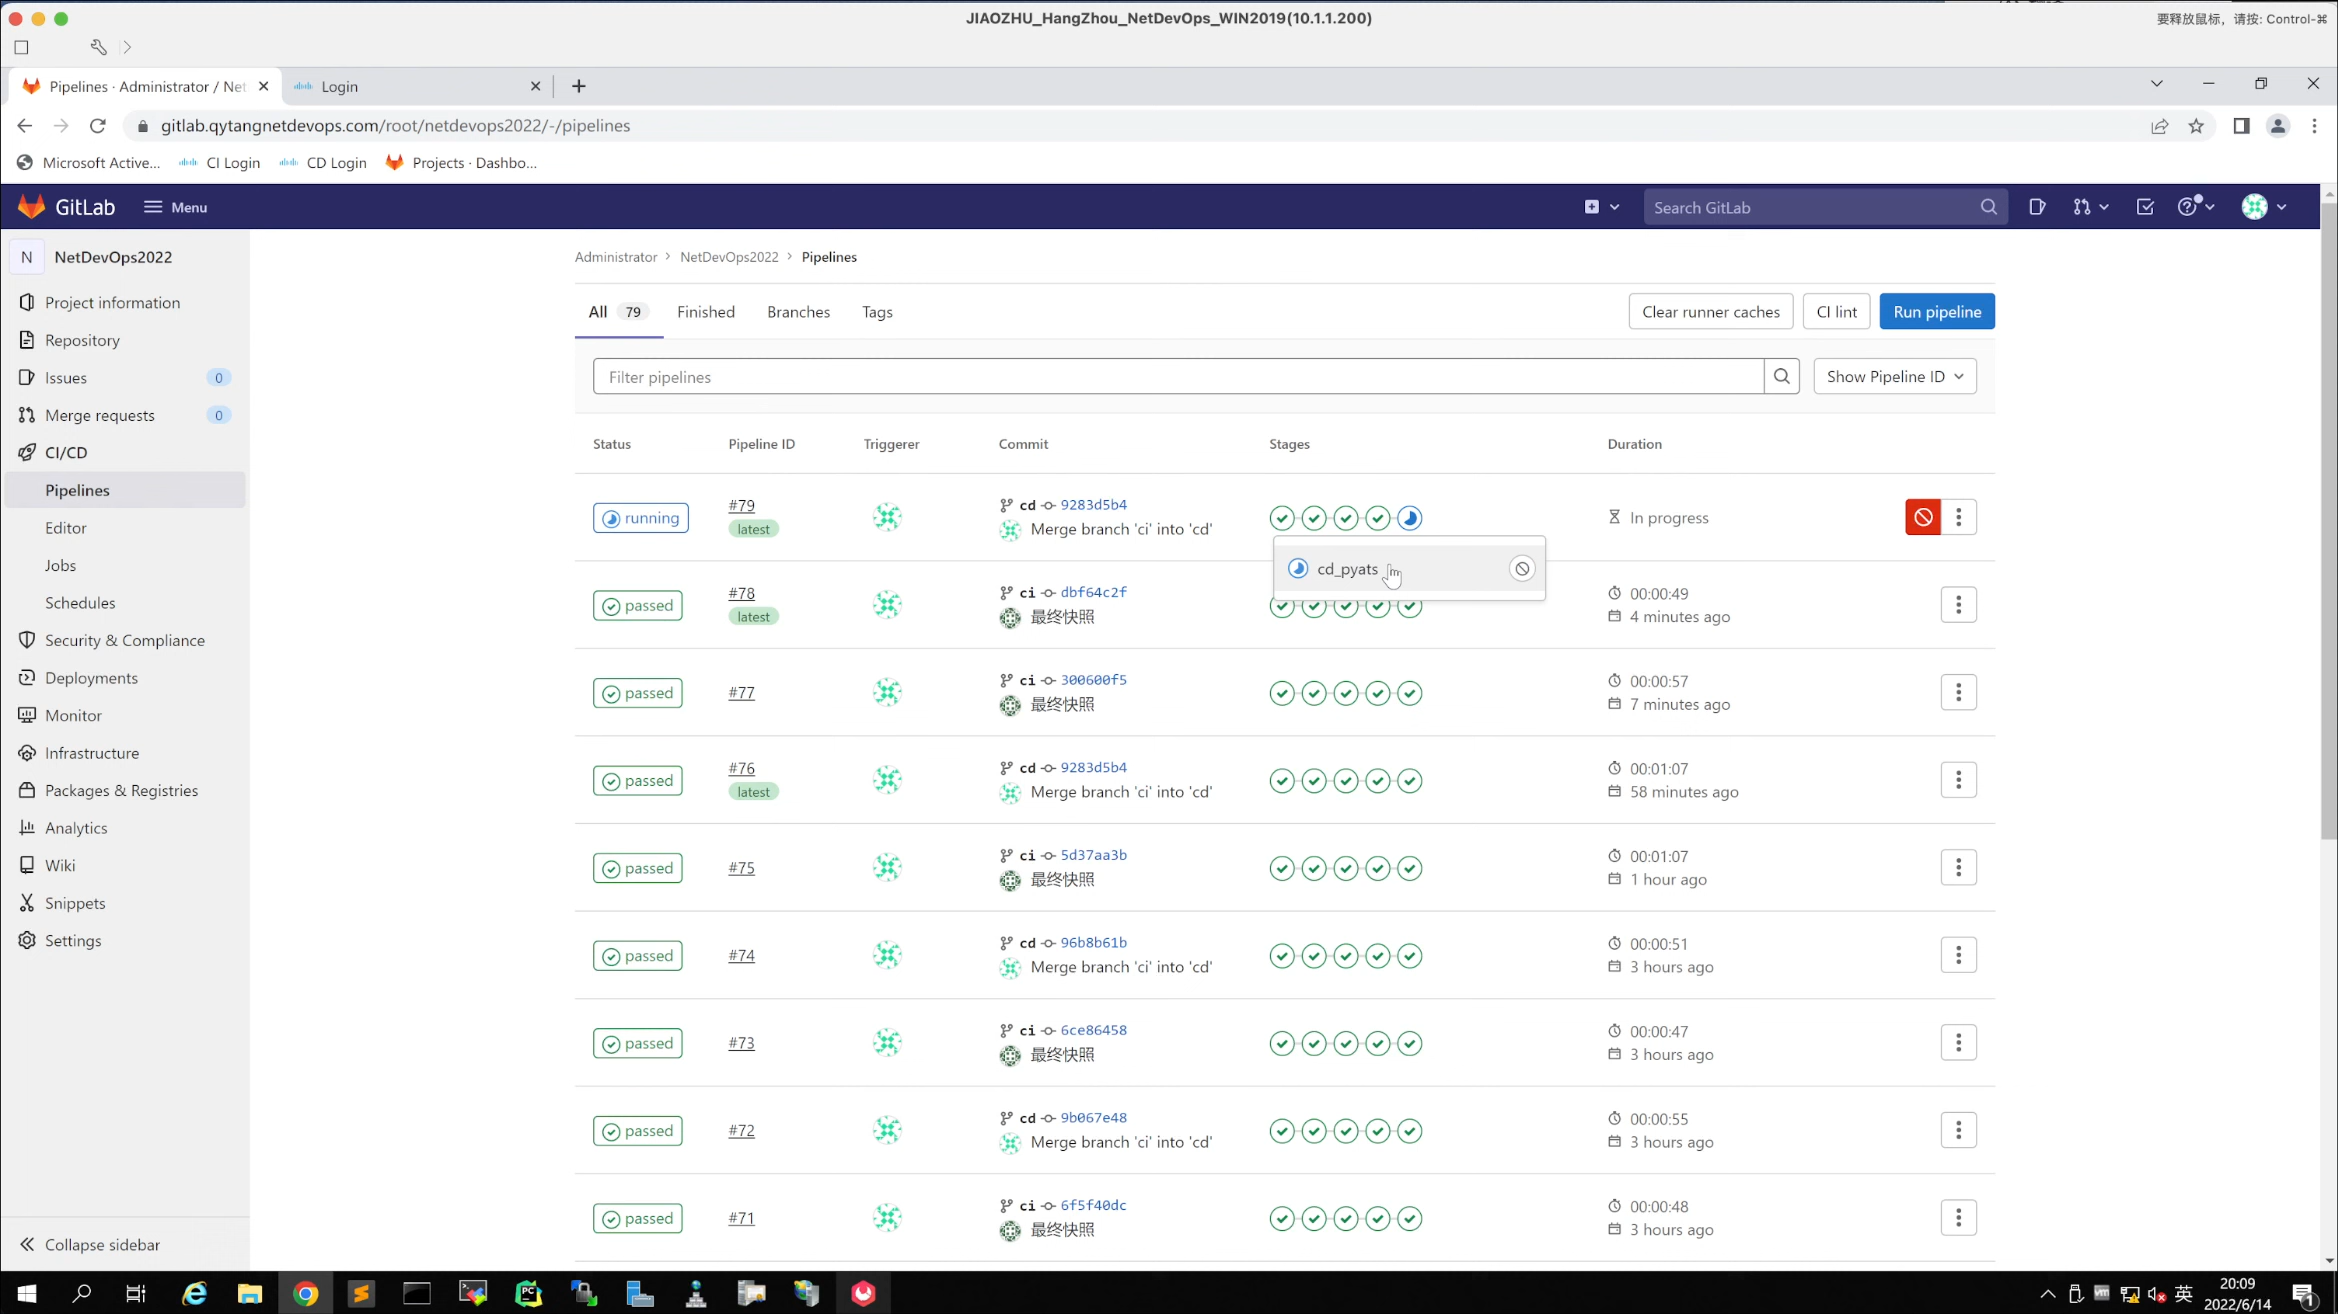 JIAOZHU_HangZhou_NetDevOps_WIN2019(10.1.1.200)
要释放鼠标，请按: Control-⌘
Pipelines · Administrator / Net
Login
gitlab.qytangnetdevops.com/root/netdevops2022/-/pipelines
Microsoft Active...
CI Login
CD Login
Projects · Dashbo...
GitLab
Menu
Search GitLab
N
NetDevOps2022
Project information
Repository
Issues
0
Merge requests
0
CI/CD
Pipelines
Editor
Jobs
Schedules
Security & Compliance
Deployments
Monitor
Infrastructure
Packages & Registries
Analytics
Wiki
Snippets
Settings
Collapse sidebar
Administrator > NetDevOps2022 > Pipelines
All 79 Finished Branches Tags
Clear runner caches
CI lint
Run pipeline
Filter pipelines
Show Pipeline ID
Status Pipeline ID Triggerer Commit Stages Duration
running #79 latest
cd 9283d5b4
Merge branch 'ci' into 'cd'
In progress
cd_pyats
passed #78 latest
ci dbf64c2f
最终快照
00:00:49
4 minutes ago
passed #77
ci 300600f5
最终快照
00:00:57
7 minutes ago
passed #76 latest
cd 9283d5b4
Merge branch 'ci' into 'cd'
00:01:07
58 minutes ago
passed #75
ci 5d37aa3b
最终快照
00:01:07
1 hour ago
passed #74
cd 96b8b61b
Merge branch 'ci' into 'cd'
00:00:51
3 hours ago
passed #73
ci 6ce86458
最终快照
00:00:47
3 hours ago
passed #72
cd 9b067e48
Merge branch 'ci' into 'cd'
00:00:55
3 hours ago
passed #71
ci 6f5f40dc
最终快照
00:00:48
3 hours ago
英
20:09
2022/6/14
1